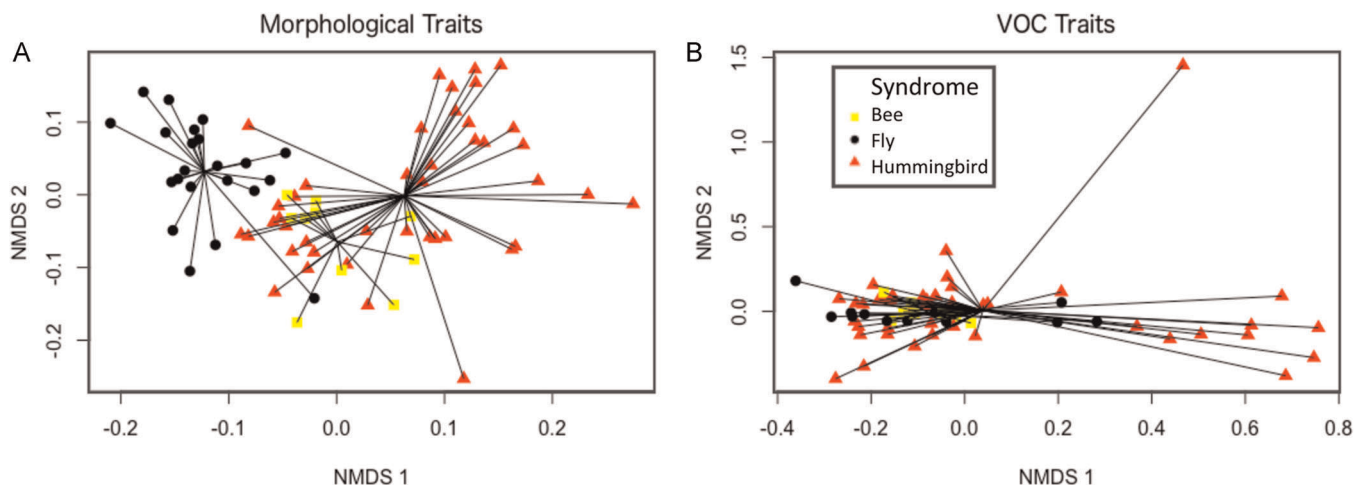 A
Morphological Traits
NMDS 2
0.1
0.0
-0.1
-0.2
-0.2 -0.1 0.0 0.1 0.2
NMDS 1
B
VOC Traits
NMDS 2
1.5
1.0
0.5
0.0
Syndrome
Bee
Fly
Hummingbird
-0.4 -0.2 0.0 0.2 0.4 0.6 0.8
NMDS 1